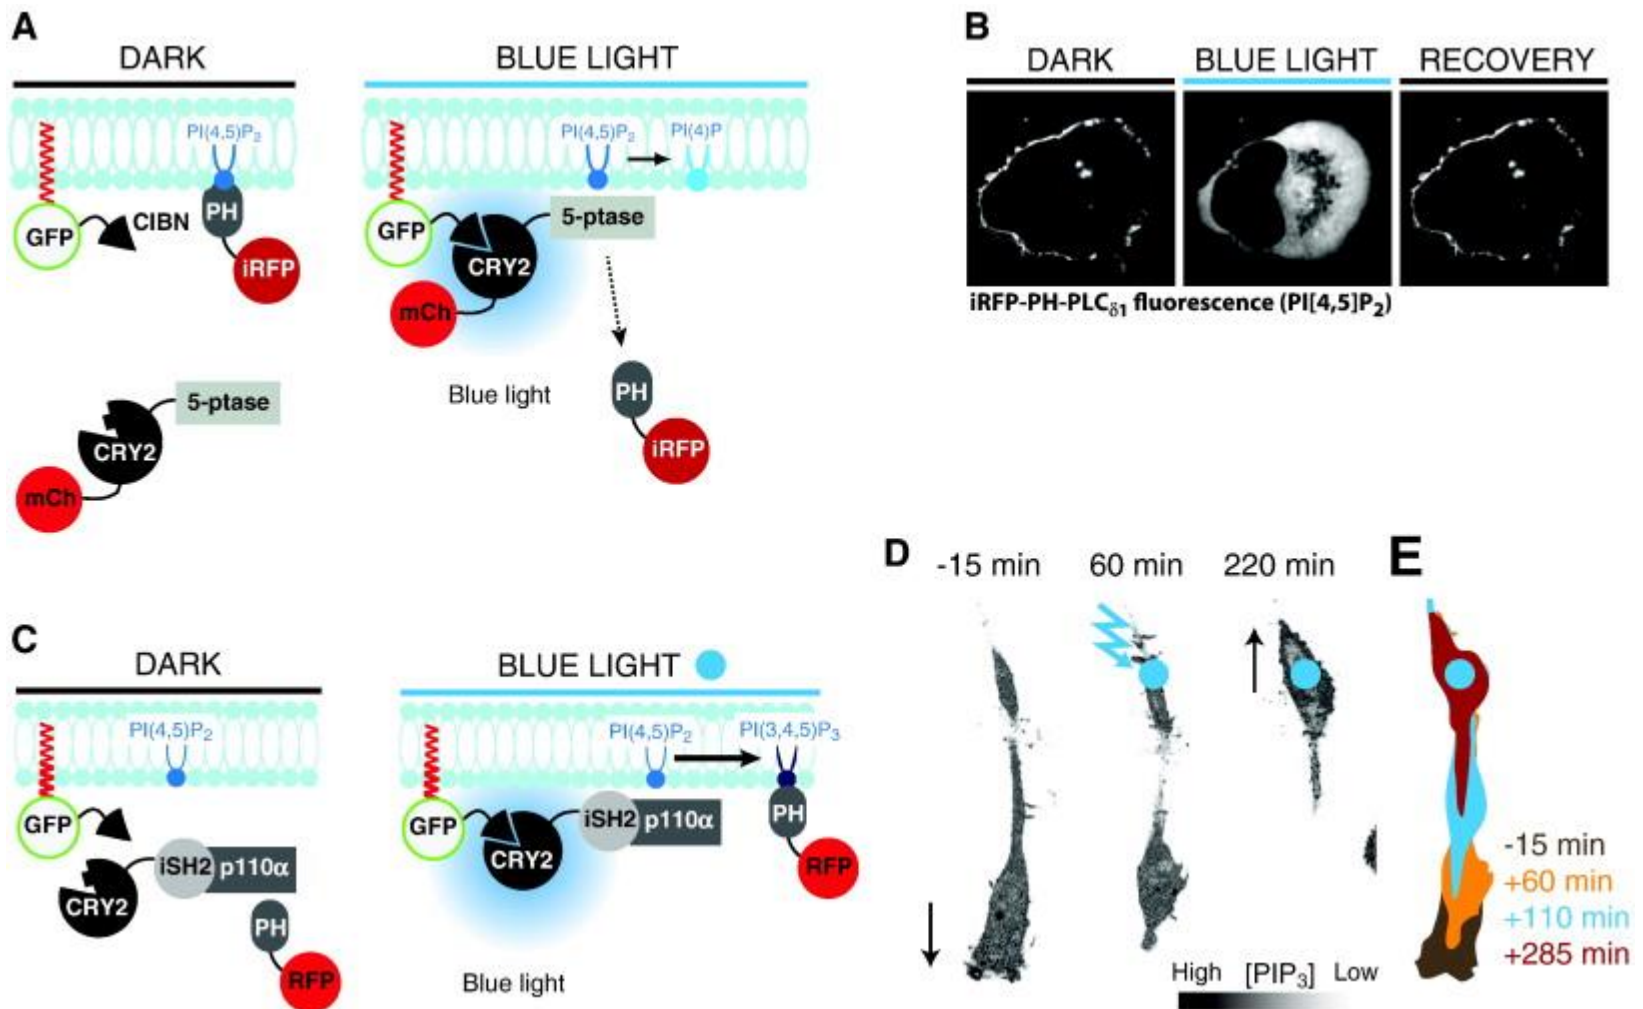 A
DARK
BLUE LIGHT
PI(4,5)P2
PI(4,5)P2
PI(4)P
GFP
CIBN
PH
iRFP
GFP
CRY2
5-ptase
mCh
Blue light
PH
iRFP
5-ptase
CRY2
mCh
B
DARK
BLUE LIGHT
RECOVERY
iRFP-PH-PLCδ1 fluorescence (PI[4,5]P2)
C
DARK
BLUE LIGHT
PI(4,5)P2
PI(4,5)P2
PI(3,4,5)P3
GFP
iSH2
p110α
CRY2
PH
RFP
GFP
CRY2
iSH2
p110α
PH
RFP
Blue light
D
-15 min
60 min
220 min
High [PIP3] Low
E
-15 min
+60 min
+110 min
+285 min